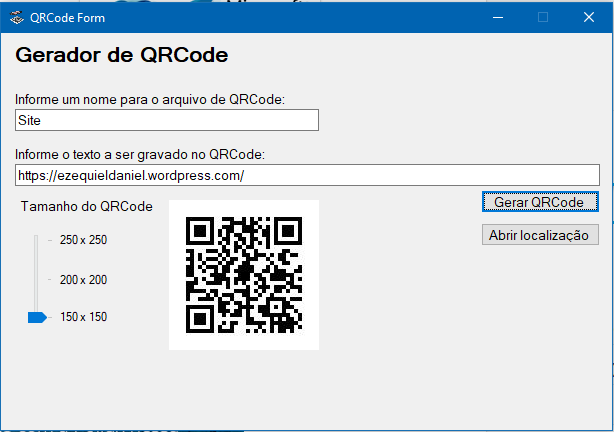 QRCode Form
Gerador de QRCode
Informe um nome para o arquivo de QRCode:
Site
Informe o texto a ser gravado no QRCode:
https://ezequieldaniel.wordpress.com/
Tamanho do QRCode
Gerar QRCode
Abrir localização
250 x 250
200 x 200
150 x 150